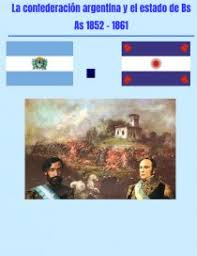 La confederación argentina y el estado de Bs
As 1852 - 1861